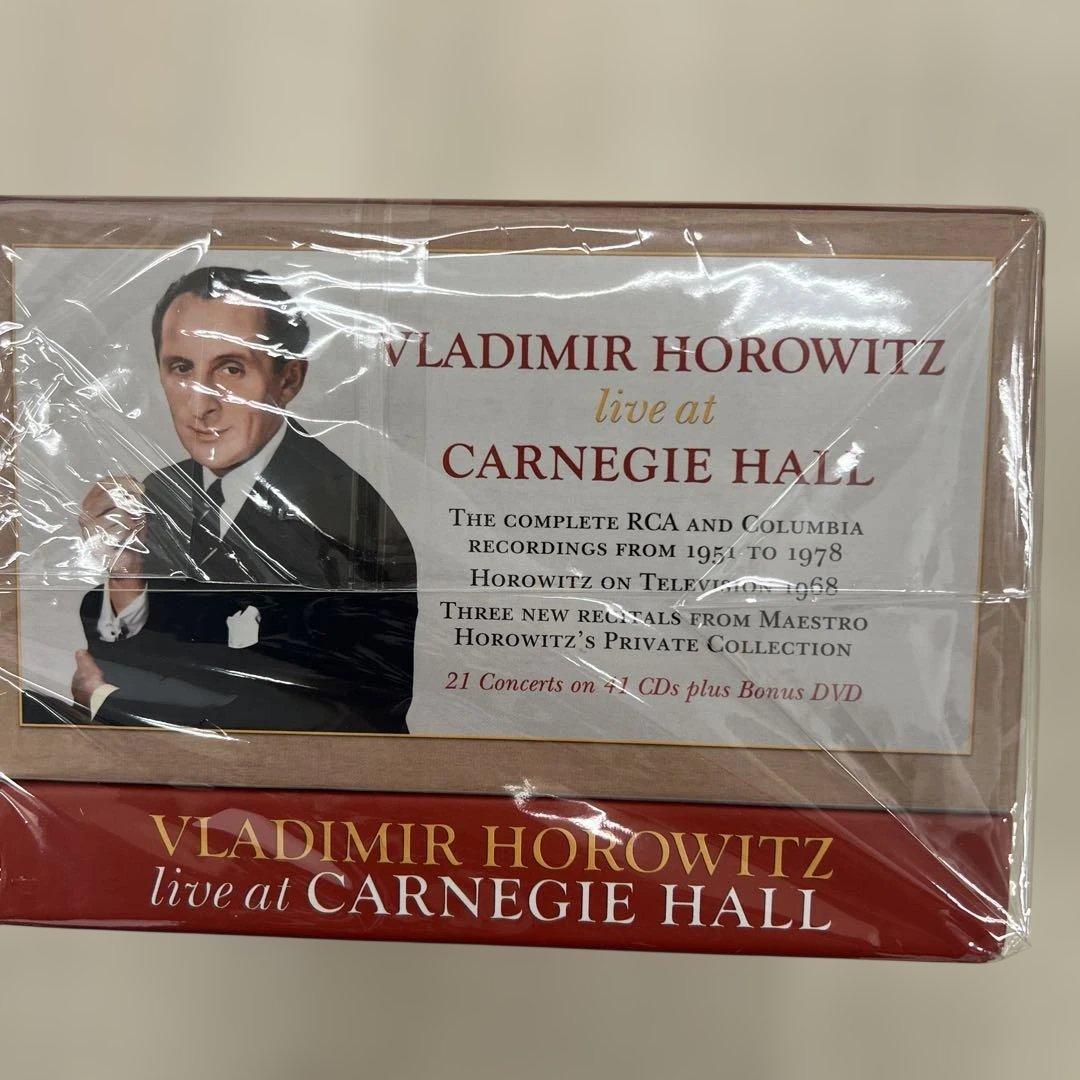 VLADIMIR HOROWITZ
live at
CARNEGIE HALL
THE COMPLETE RCA AND COLUMBIA
RECORDINGS FROM 1951 TO 1978
HOROWITZ ON TELEVISION 1968
THREE NEW RECITALS FROM MAESTRO
HOROWITZ'S PRIVATE COLLECTION
21 Concerts on 41 CDs plus Bonus DVD
VLADIMIR HOROWITZ
live at CARNEGIE HALL